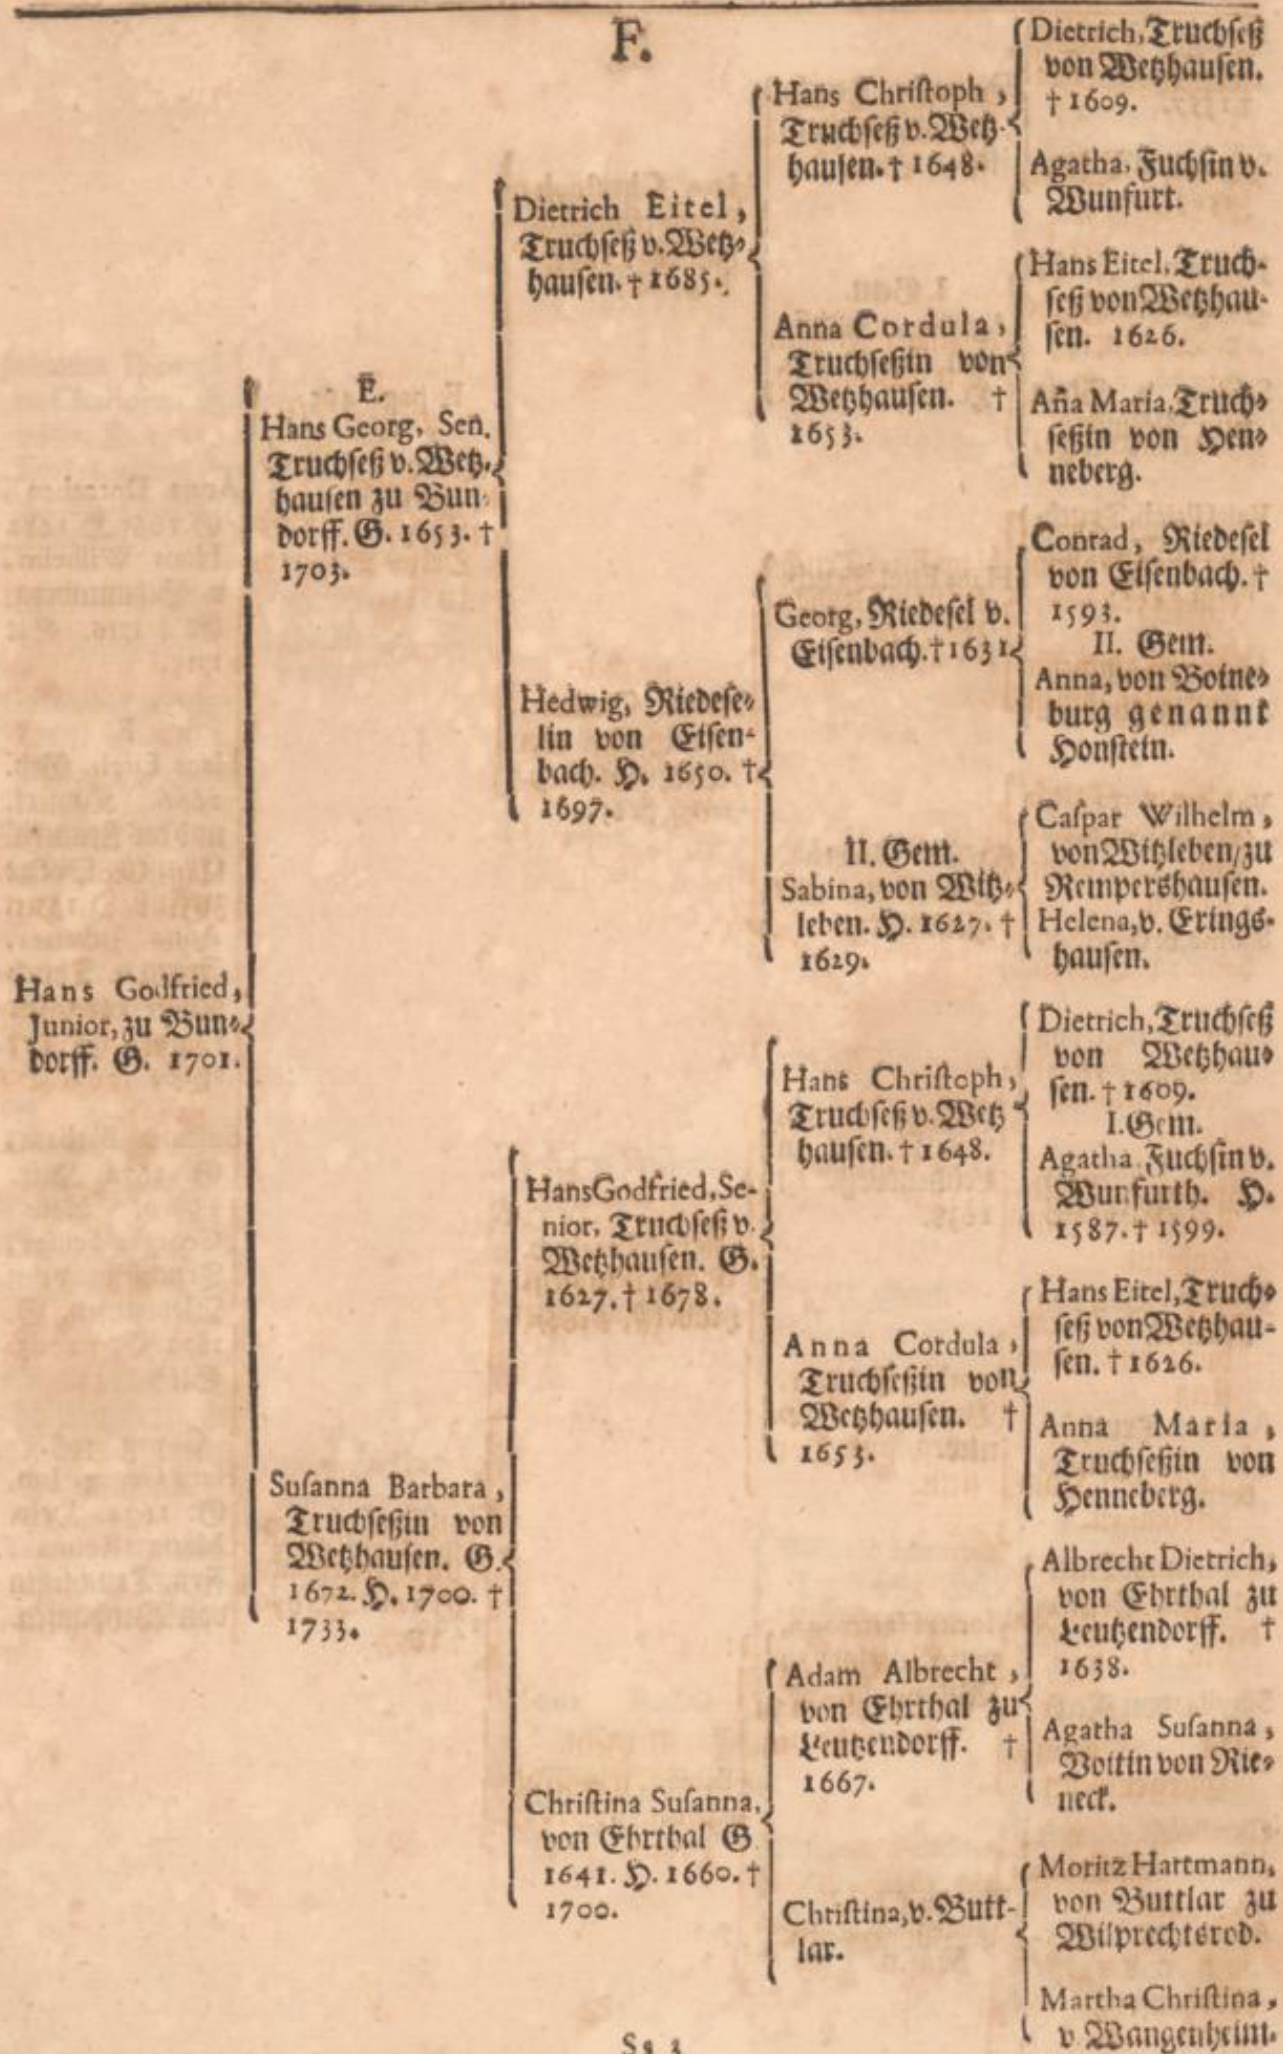 F.
Hans Godfried,
Junior, zu Bun⸗
dorff. G. 1701.
E.
Hans Georg, Sen.
Truchseß v. Wetz⸗
hausen zu Bun⸗
dorff. G. 1653. †
1703.
Susanna Barbara,
Truchseßin von
Wetzhausen. G.
1672. H. 1700. †
1733.
Dietrich Eitel,
Truchseß v. Wetz⸗
hausen. † 1685.
Hedwig, Riedese⸗
lin von Eisen⸗
bach. H. 1650. †
1697.
Hans Godfried, Se-
nior, Truchseß v.
Wetzhausen. G.
1627. † 1678.
Christina Susanna,
von Ehrthal G
1641. H. 1660. †
1700.
Hans Christoph,
Truchseß v. Wetz⸗
hausen. † 1648.
Anna Cordula,
Truchseßin von
Wetzhausen. †
1653.
Georg, Riedesel v.
Eisenbach. † 1631
II. Gem.
Sabina, von Witz⸗
leben. H. 1627. †
1629.
Hans Christoph,
Truchseß v. Wetz
hausen. † 1648.
Anna Cordula,
Truchseßin von
Wetzhausen. †
1653.
Adam Albrecht,
von Ehrthal zu
Leutzendorff. †
1667.
Christina, v. Butt-
lar.
Dietrich, Truchseß
von Wetzhausen.
† 1609.
Agatha, Fuchsin v.
Wunfurt.
Hans Eitel, Truch⸗
seß von Wetzhau⸗
sen. 1626.
Aña Maria, Truch⸗
seßin von Hen⸗
neberg.
Conrad, Riedesel
von Eisenbach. †
1593.
II. Gem.
Anna, von Boine⸗
burg genannt
Honstein.
Caspar Wilhelm,
von Witzleben/ zu
Rempershausen.
Helena, v. Erings⸗
hausen.
Dietrich, Truchseß
von Wetzhau⸗
sen. † 1609.
I. Gem.
Agatha Fuchsin v.
Wunfurth. H.
1587. † 1599.
Hans Eitel, Truch⸗
seß von Wetzhau⸗
sen. † 1626.
Anna Maria,
Truchseßin von
Henneberg.
Albrecht Dietrich,
von Ehrthal zu
Leutzendorff. †
1638.
Agatha Susanna,
Voitin von Rie⸗
neck.
Moritz Hartmann,
von Buttlar zu
Wilprechtsrod.
Martha Christina,
v Wangenheim.